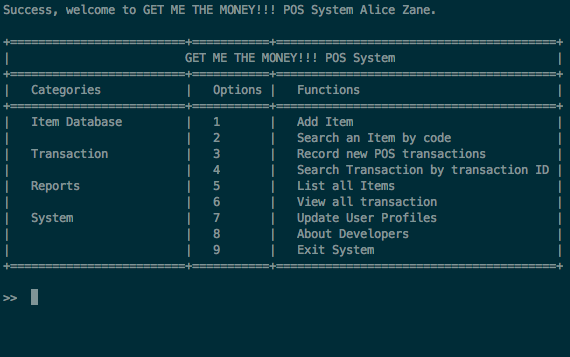 Success, welcome to GET ME THE MONEY!!! POS System Alice Zane.
+=========================+===========+========================================+
|                         GET ME THE MONEY!!! POS System                       |
+=========================+===========+========================================+
|   Categories            |   Options |   Functions                            |
+=========================+===========+========================================+
|   Item Database         |   1       |   Add Item                             |
|                         |   2       |   Search an Item by code               |
|   Transaction           |   3       |   Record new POS transactions          |
|                         |   4       |   Search Transaction by transaction ID |
|   Reports               |   5       |   List all Items                       |
|                         |   6       |   View all transaction                 |
|   System                |   7       |   Update User Profiles                 |
|                         |   8       |   About Developers                     |
|                         |   9       |   Exit System                          |
+=========================+===========+========================================+
>>